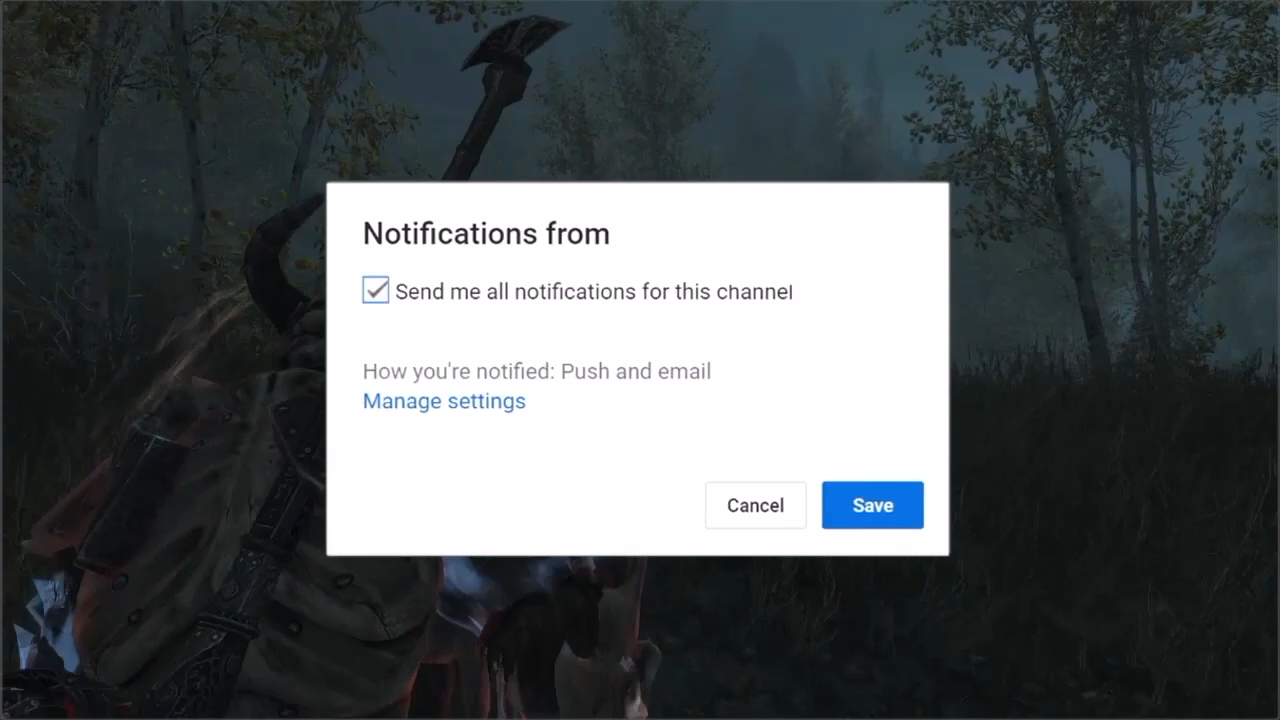 Notifications from
Send me all notifications for this channel
How you're notified: Push and email
Manage settings
Cancel
Save